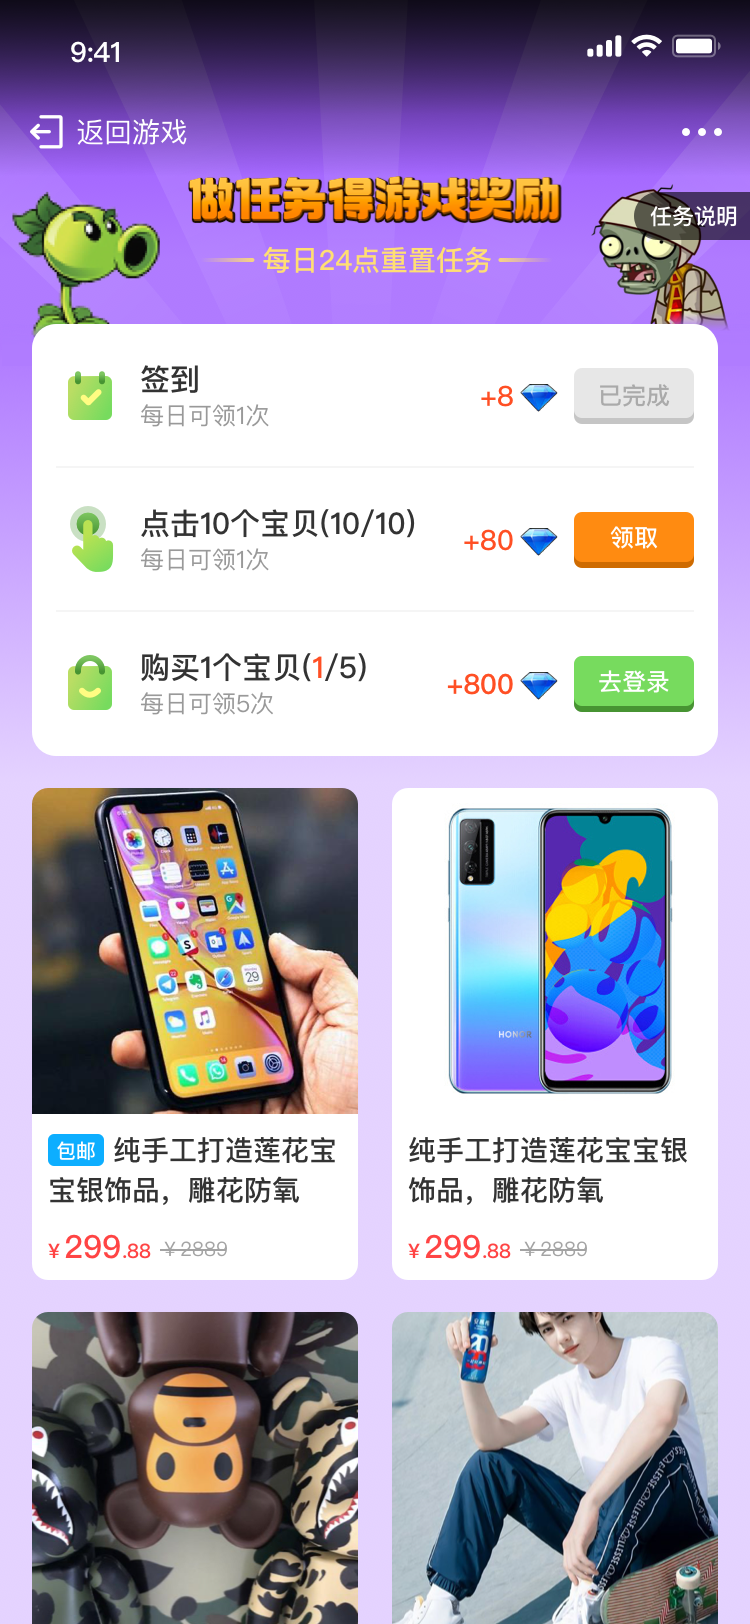 9:41
返回游戏
做任务得游戏奖励
任务说明
每日24点重置任务
签到
每日可领1次
+8
已完成
点击10个宝贝(10/10)
每日可领1次
+80
领取
购买1个宝贝(1/5)
每日可领5次
+800
去登录
29
HONOR
包邮 纯手工打造莲花宝
宝银饰品，雕花防氧
¥299.88 ¥2889
纯手工打造莲花宝宝银
饰品，雕花防氧
¥299.88 ¥2889